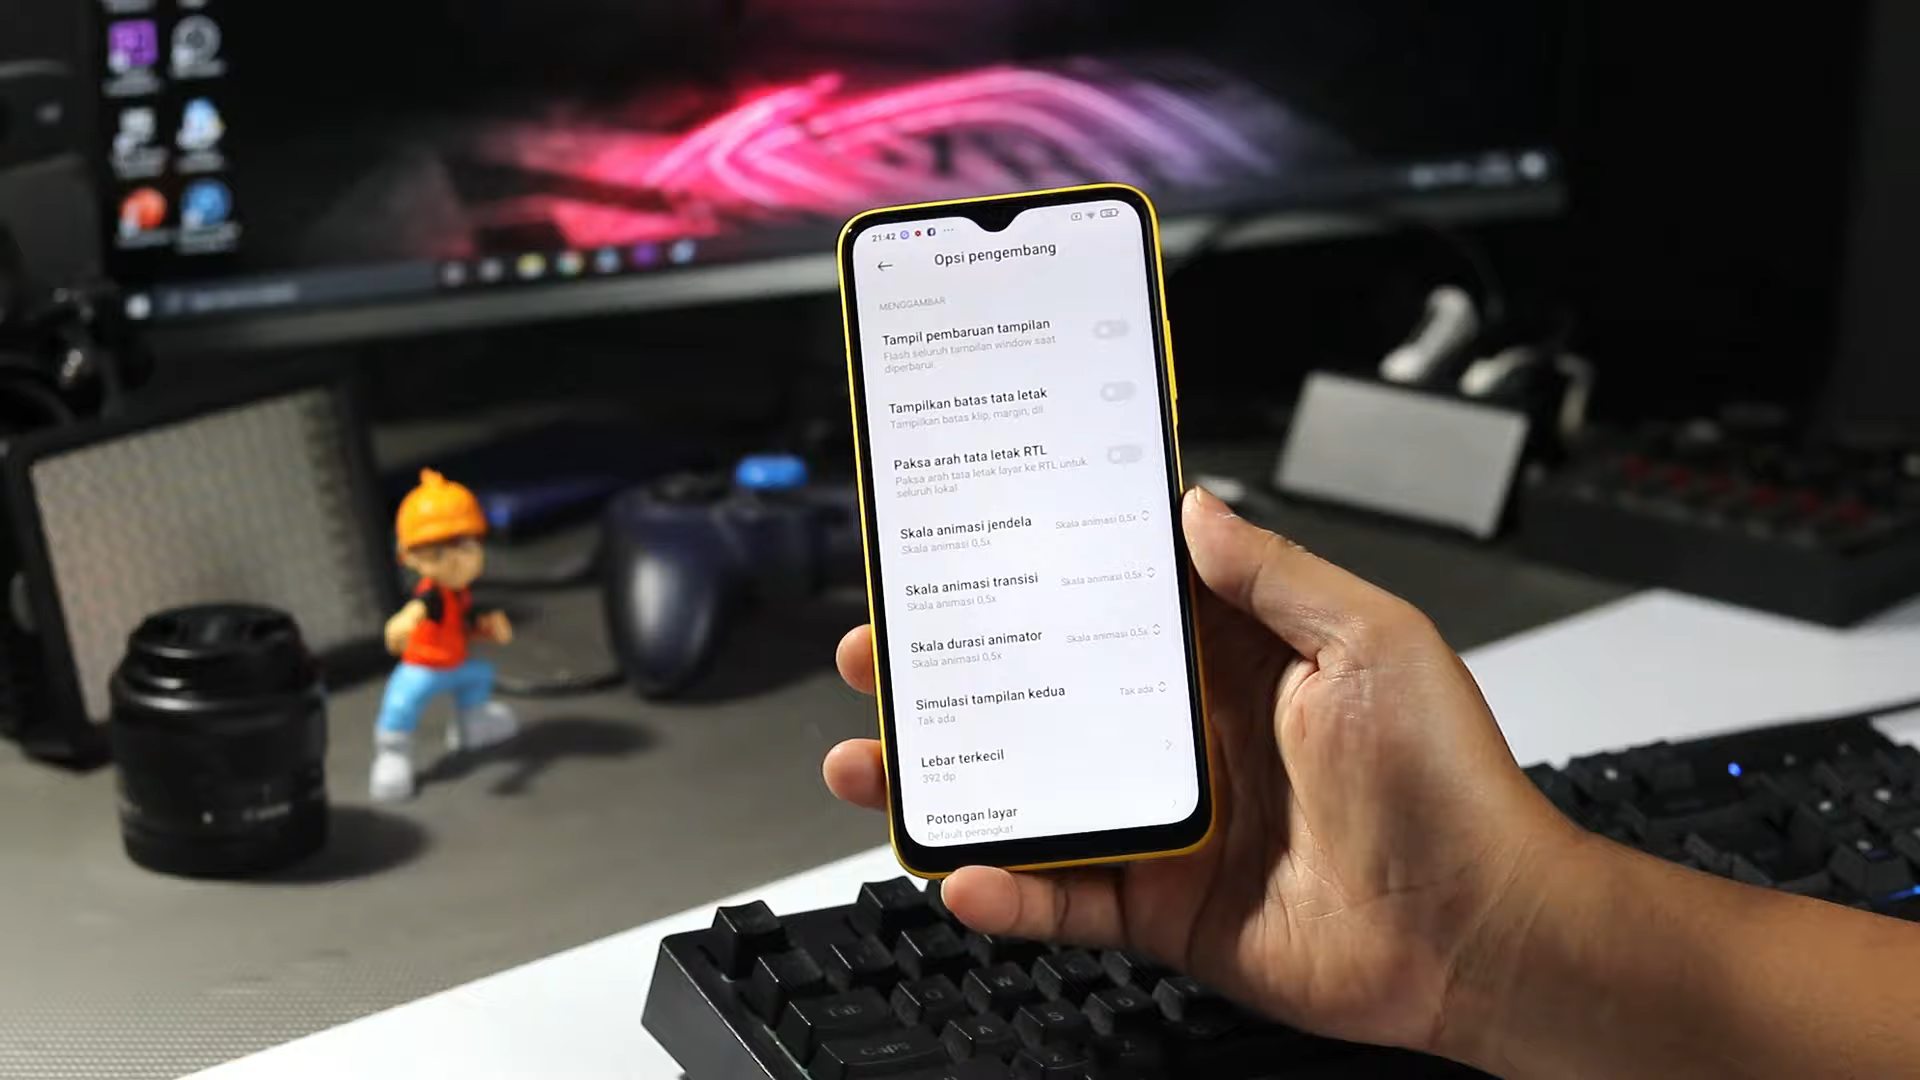 21:42
Opsi pengembang
MENGGAMBAR
Tampil pembaruan tampilan
Flash seluruh tampilan window saat
diperbarui
Tampilkan batas tata letak
Tampilkan batas klip, margin, dll.
Paksa arah tata letak RTL
Paksa arah tata letak layar ke RTL untuk
seluruh lokal
Skala animasi jendela
Skala animasi 0,5x
Skala animasi 0,5x
Skala animasi transisi
Skala animasi 0,5x
Skala animasi 0,5x
Skala durasi animator
Skala animasi 0,5x
Skala animasi 0,5x
Simulasi tampilan kedua
Tak ada
Tak ada
Lebar terkecil
392 dp
Potongan layar
Default perangkat
Tab
Q
W
Caps
A
S
D
Z